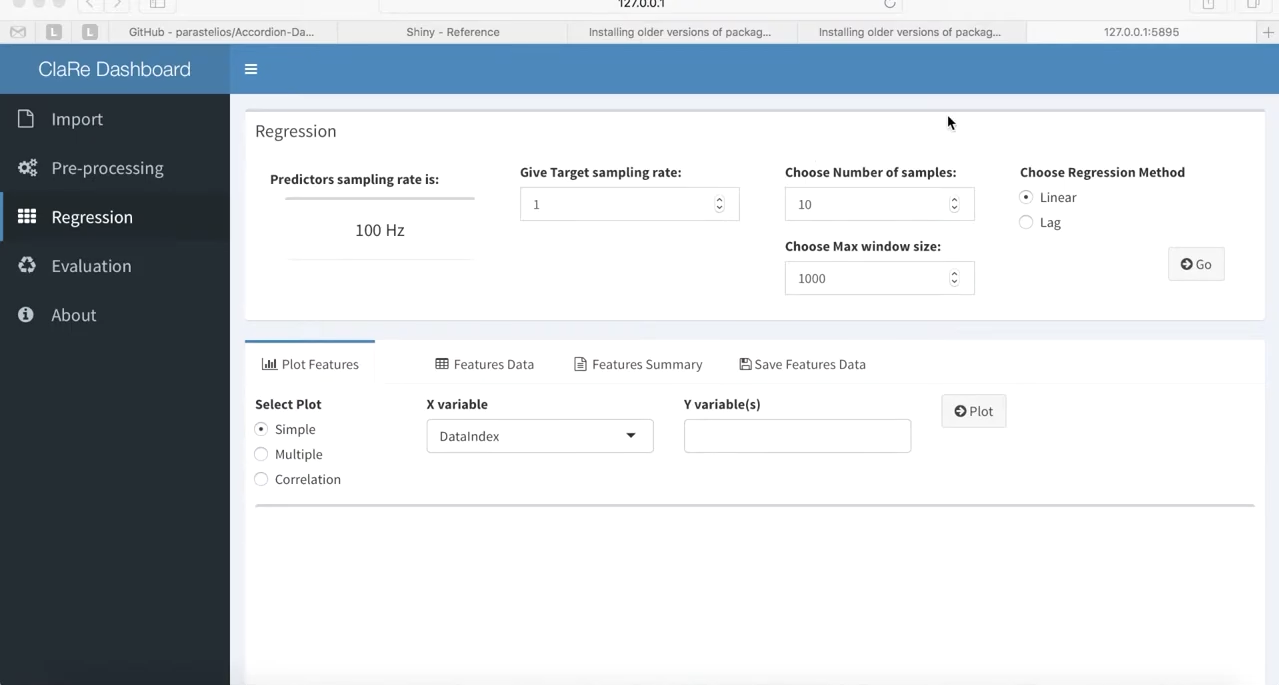 127.0.0.1
L
L
GitHub - parastelios/Accordion-Da...
Shiny - Reference
Installing older versions of packag...
Installing older versions of packag...
127.0.0.1:5895
ClaRe Dashboard
Import
Pre-processing
Regression
Evaluation
About
Regression
Predictors sampling rate is:
100 Hz
Give Target sampling rate:
1
Choose Number of samples:
10
Choose Max window size:
1000
Choose Regression Method
Linear
Lag
Go
Plot Features
Features Data
Features Summary
Save Features Data
Select Plot
Simple
Multiple
Correlation
X variable
DataIndex
Y variable(s)
Plot